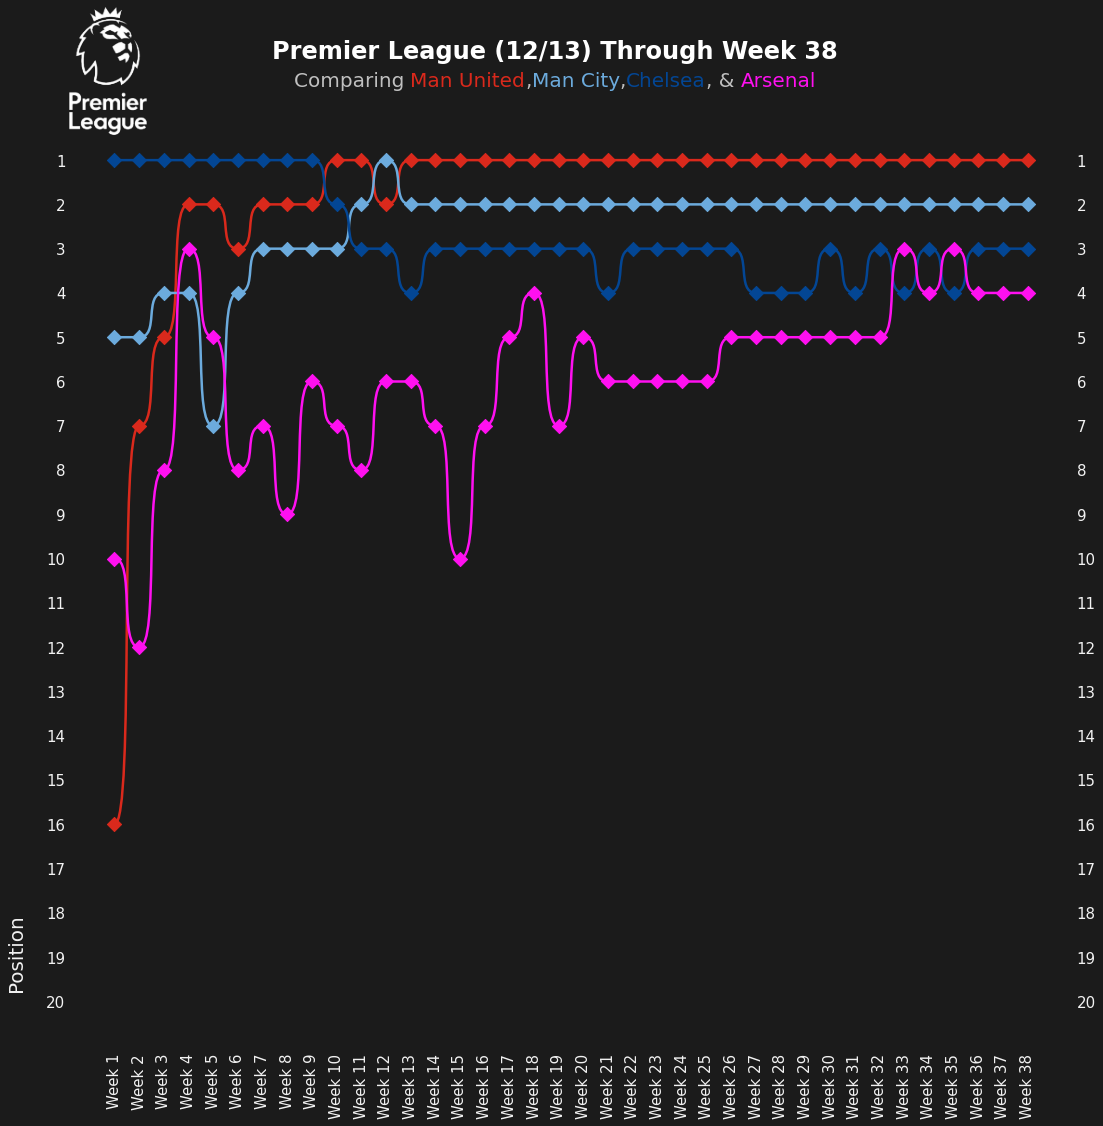 Premier
League
Premier League (12/13) Through Week 38
Comparing Man United,Man City,Chelsea, & Arsenal
1 1
2 2
3 3
4 4
5 5
6 6
7 7
8 8
9 9
10 10
11 11
12 12
13 13
14 14
15 15
16 16
17 17
18 18
19 19
20 20
Position
Week 1
Week 2
Week 3
Week 4
Week 5
Week 6
Week 7
Week 8
Week 9
Week 10
Week 11
Week 12
Week 13
Week 14
Week 15
Week 16
Week 17
Week 18
Week 19
Week 20
Week 21
Week 22
Week 23
Week 24
Week 25
Week 26
Week 27
Week 28
Week 29
Week 30
Week 31
Week 32
Week 33
Week 34
Week 35
Week 36
Week 37
Week 38